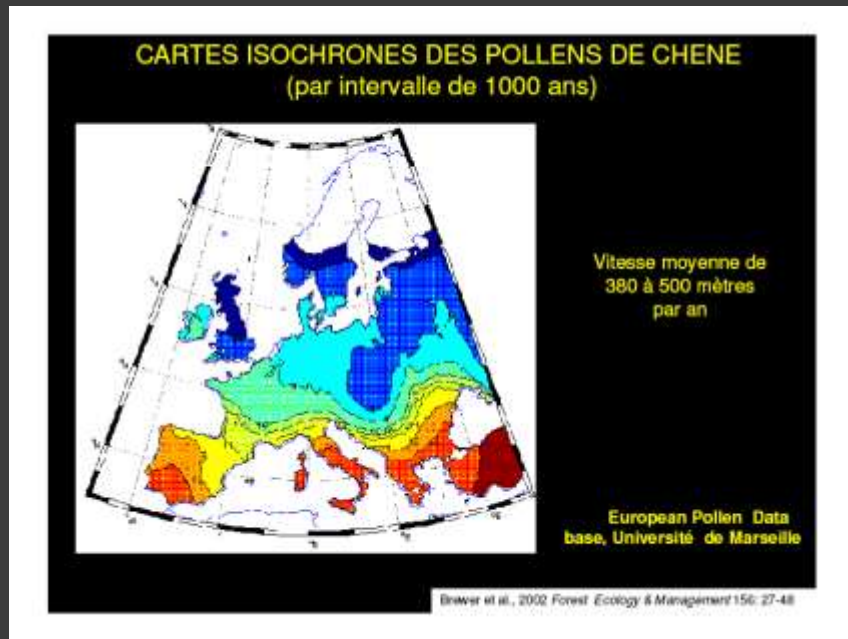 CARTES ISOCHRONES DES POLLENS DE CHENE
(par intervalle de 1000 ans)
Vitesse moyenne de
380 à 500 mètres
par an
European Pollen Data
base, Université de Marseille
Brewer et al., 2002 Forest Ecology & Management 156: 27-48